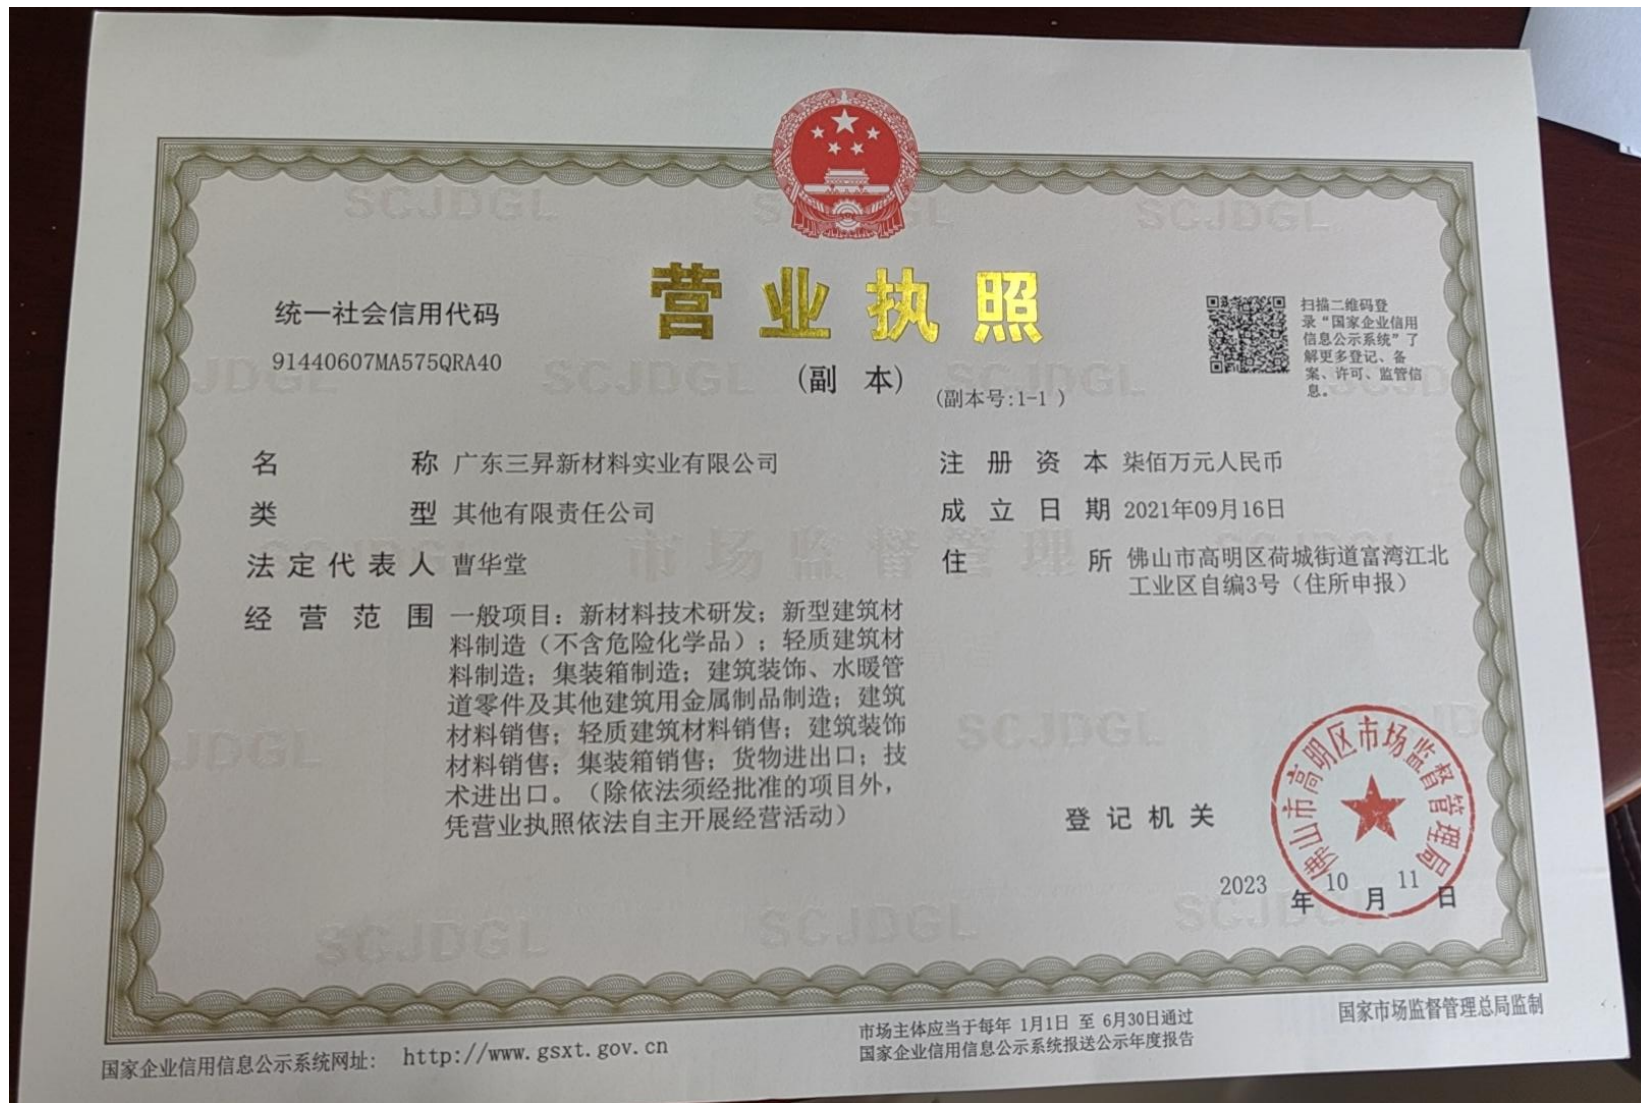 营业执照
(副 本)
(副本号:1-1 )
统一社会信用代码
91440607MA575QRA40
扫描二维码登
录“国家企业信用
信息公示系统”了
解更多登记、备
案、许可、监管信
息。
名 称 广东三昇新材料实业有限公司
类 型 其他有限责任公司
法定代表人 曹华堂
经 营 范 围 一般项目：新材料技术研发；新型建筑材
料制造（不含危险化学品）；轻质建筑材
料制造；集装箱制造；建筑装饰、水暖管
道零件及其他建筑用金属制品制造；建筑
材料销售；轻质建筑材料销售；建筑装饰
材料销售；集装箱销售；货物进出口；技
术进出口。（除依法须经批准的项目外，
凭营业执照依法自主开展经营活动）
注 册 资 本 柒佰万元人民币
成 立 日 期 2021年09月16日
住 所 佛山市高明区荷城街道富湾江北
工业区自编3号（住所申报）
登 记 机 关
佛山市高明区市场监督管理局
2023 年 10 月 11 日
国家企业信用信息公示系统网址: http://www.gsxt.gov.cn
市场主体应当于每年 1月1日 至 6月30日通过
国家企业信用信息公示系统报送公示年度报告
国家市场监督管理总局监制
SCJDGL
市场监督管理